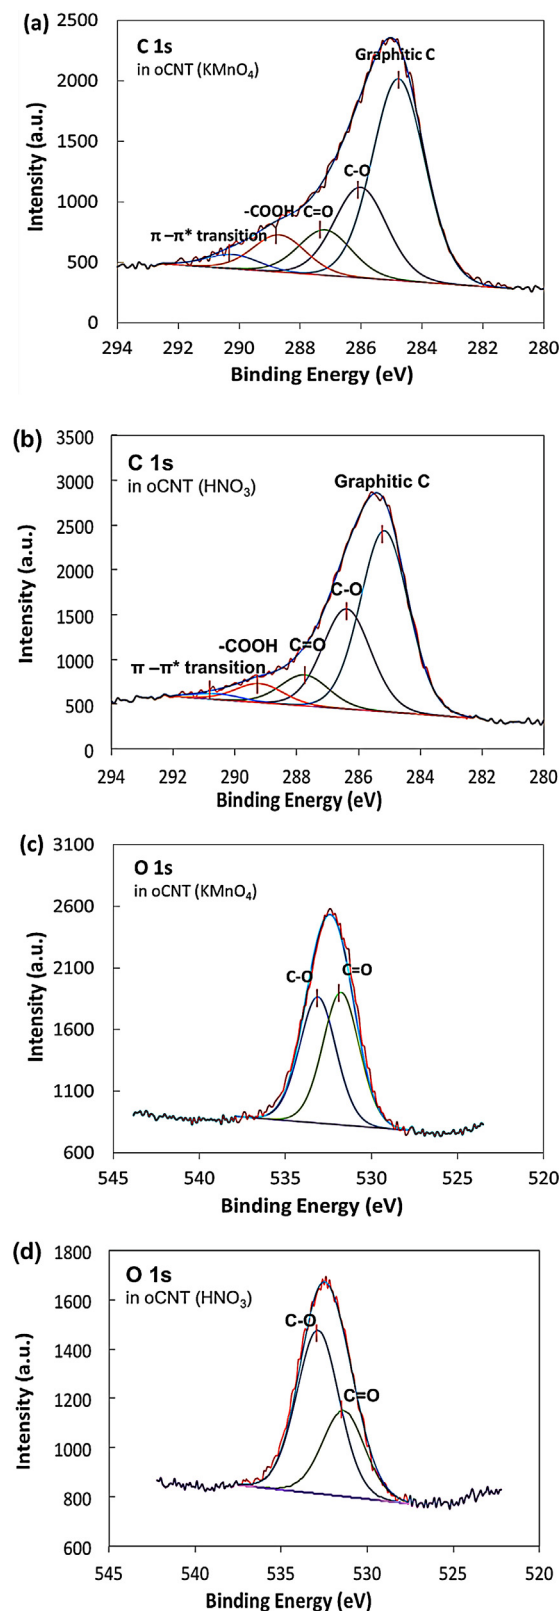 (a)
2500
2000
1500
1000
500
0
Intensity (a.u.)
C 1s
in oCNT (KMnO₄)
Graphitic C
C-O
-COOH
C=O
π –π* transition
294 292 290 288 286 284 282 280
Binding Energy (eV)
(b)
3500
3000
2500
2000
1500
1000
500
0
Intensity (a.u.)
C 1s
in oCNT (HNO₃)
Graphitic C
C-O
-COOH
C=O
π –π* transition
294 292 290 288 286 284 282 280
Binding Energy (eV)
(c)
3100
2600
2100
1600
1100
600
Intensity (a.u.)
O 1s
in oCNT (KMnO₄)
C-O
C=O
545 540 535 530 525 520
Binding Energy (eV)
(d)
1800
1600
1400
1200
1000
800
600
Intensity (a.u.)
O 1s
in oCNT (HNO₃)
C-O
C=O
545 540 535 530 525 520
Binding Energy (eV)